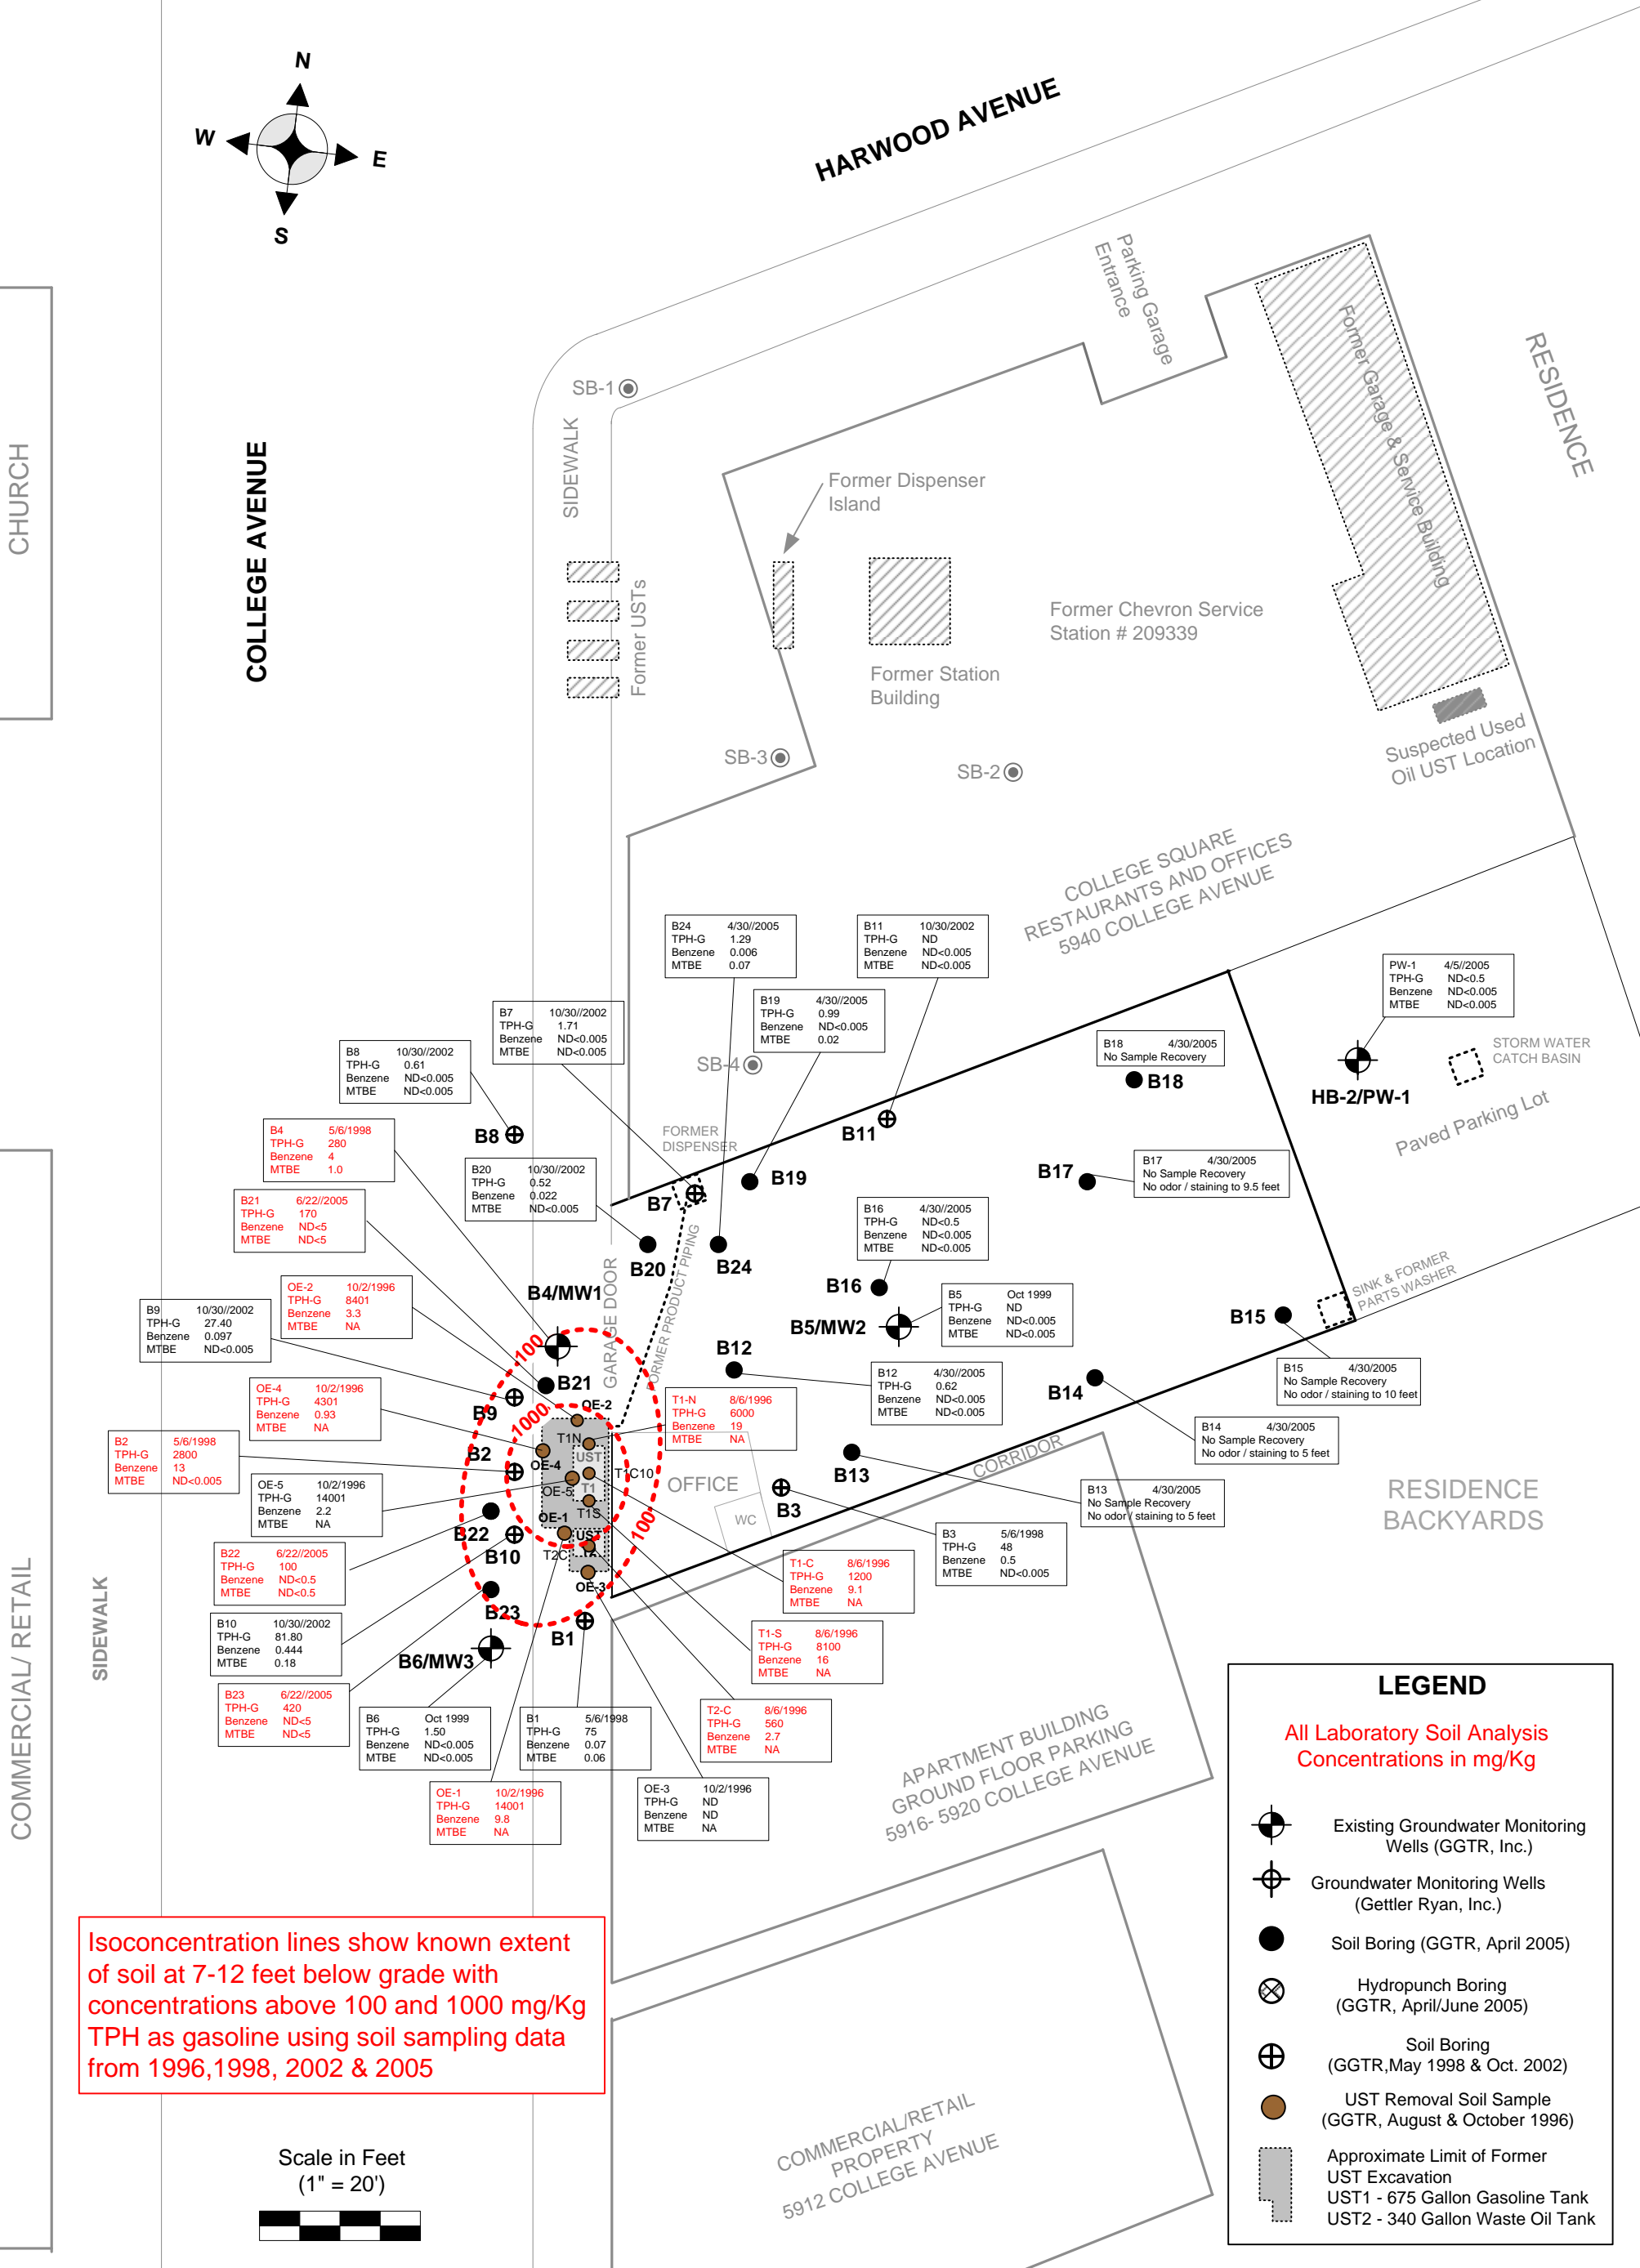 N
W
E
S
HARWOOD AVENUE
COLLEGE AVENUE
CHURCH
SIDEWALK
SB-1
Parking Garage
Entrance
Former Garage & Service Building
RESIDENCE
Former Dispenser
Island
Former USTs
Former Chevron Service
Station # 209339
Former Station
Building
SB-3
SB-2
Suspected Used
Oil UST Location
COLLEGE SQUARE
RESTAURANTS AND OFFICES
5940 COLLEGE AVENUE
B24 4/30//2005
TPH-G 1.29
Benzene 0.006
MTBE 0.07
B11 10/30/2002
TPH-G ND
Benzene ND<0.005
MTBE ND<0.005
PW-1 4/5//2005
TPH-G ND<0.5
Benzene ND<0.005
MTBE ND<0.005
B19 4/30//2005
TPH-G 0.99
Benzene ND<0.005
MTBE 0.02
B7 10/30//2002
TPH-G 1.71
Benzene ND<0.005
MTBE ND<0.005
B8 10/30//2002
TPH-G 0.61
Benzene ND<0.005
MTBE ND<0.005
SB-4
B18 4/30/2005
No Sample Recovery
B18
STORM WATER
CATCH BASIN
HB-2/PW-1
Paved Parking Lot
B4 5/6/1998
TPH-G 280
Benzene 4
MTBE 1.0
B8
FORMER
DISPENSER
B11
B20 10/30//2002
TPH-G 0.52
Benzene 0.022
MTBE ND<0.005
B7
B19
B17
B17 4/30/2005
No Sample Recovery
No odor / staining to 9.5 feet
B21 6/22//2005
TPH-G 170
Benzene ND<5
MTBE ND<5
B16 4/30//2005
TPH-G ND<0.5
Benzene ND<0.005
MTBE ND<0.005
B20
B24
B16
GARAGE DOOR
FORMER PRODUCT PIPING
SINK & FORMER
PARTS WASHER
OE-2 10/2/1996
TPH-G 8401
Benzene 3.3
MTBE NA
B4/MW1
B5 Oct 1999
TPH-G ND
Benzene ND<0.005
MTBE ND<0.005
B5/MW2
B15
B9 10/30//2002
TPH-G 27.40
Benzene 0.097
MTBE ND<0.005
100
B12
B12 4/30//2005
TPH-G 0.62
Benzene ND<0.005
MTBE ND<0.005
B15 4/30/2005
No Sample Recovery
No odor / staining to 10 feet
B14
OE-4 10/2/1996
TPH-G 4301
Benzene 0.93
MTBE NA
B21
B9
1000
OE-2
T1-N 8/6/1996
TPH-G 6000
Benzene 19
MTBE NA
B14 4/30/2005
No Sample Recovery
No odor / staining to 5 feet
B2 5/6/1998
TPH-G 2800
Benzene 13
MTBE ND<0.005
B2
T1N
UST
OE-4
T1C10
OE-5
T1
T1S
OE-1
UST
T2C
OE-3
OFFICE
WC
B13
CORRIDOR
B3
B13 4/30/2005
No Sample Recovery
No odor / staining to 5 feet
RESIDENCE
BACKYARDS
OE-5 10/2/1996
TPH-G 14001
Benzene 2.2
MTBE NA
B22
B10
100
B3 5/6/1998
TPH-G 48
Benzene 0.5
MTBE ND<0.005
B22 6/22//2005
TPH-G 100
Benzene ND<0.5
MTBE ND<0.5
T1-C 8/6/1996
TPH-G 1200
Benzene 9.1
MTBE NA
B23
B1
B6/MW3
B10 10/30//2002
TPH-G 81.80
Benzene 0.444
MTBE 0.18
T1-S 8/6/1996
TPH-G 8100
Benzene 16
MTBE NA
B23 6/22//2005
TPH-G 420
Benzene ND<5
MTBE ND<5
B6 Oct 1999
TPH-G 1.50
Benzene ND<0.005
MTBE ND<0.005
B1 5/6/1998
TPH-G 75
Benzene 0.07
MTBE 0.06
T2-C 8/6/1996
TPH-G 560
Benzene 2.7
MTBE NA
OE-1 10/2/1996
TPH-G 14001
Benzene 9.8
MTBE NA
OE-3 10/2/1996
TPH-G ND
Benzene ND
MTBE NA
COMMERCIAL/ RETAIL
SIDEWALK
APARTMENT BUILDING
GROUND FLOOR PARKING
5916- 5920 COLLEGE AVENUE
Isoconcentration lines show known extent
of soil at 7-12 feet below grade with
concentrations above 100 and 1000 mg/Kg
TPH as gasoline using soil sampling data
from 1996,1998, 2002 & 2005
Scale in Feet
(1" = 20')
COMMERCIAL/RETAIL
PROPERTY
5912 COLLEGE AVENUE
LEGEND
All Laboratory Soil Analysis
Concentrations in mg/Kg
Existing Groundwater Monitoring
Wells (GGTR, Inc.)
Groundwater Monitoring Wells
(Gettler Ryan, Inc.)
Soil Boring (GGTR, April 2005)
Hydropunch Boring
(GGTR, April/June 2005)
Soil Boring
(GGTR,May 1998 & Oct. 2002)
UST Removal Soil Sample
(GGTR, August & October 1996)
Approximate Limit of Former
UST Excavation
UST1 - 675 Gallon Gasoline Tank
UST2 - 340 Gallon Waste Oil Tank